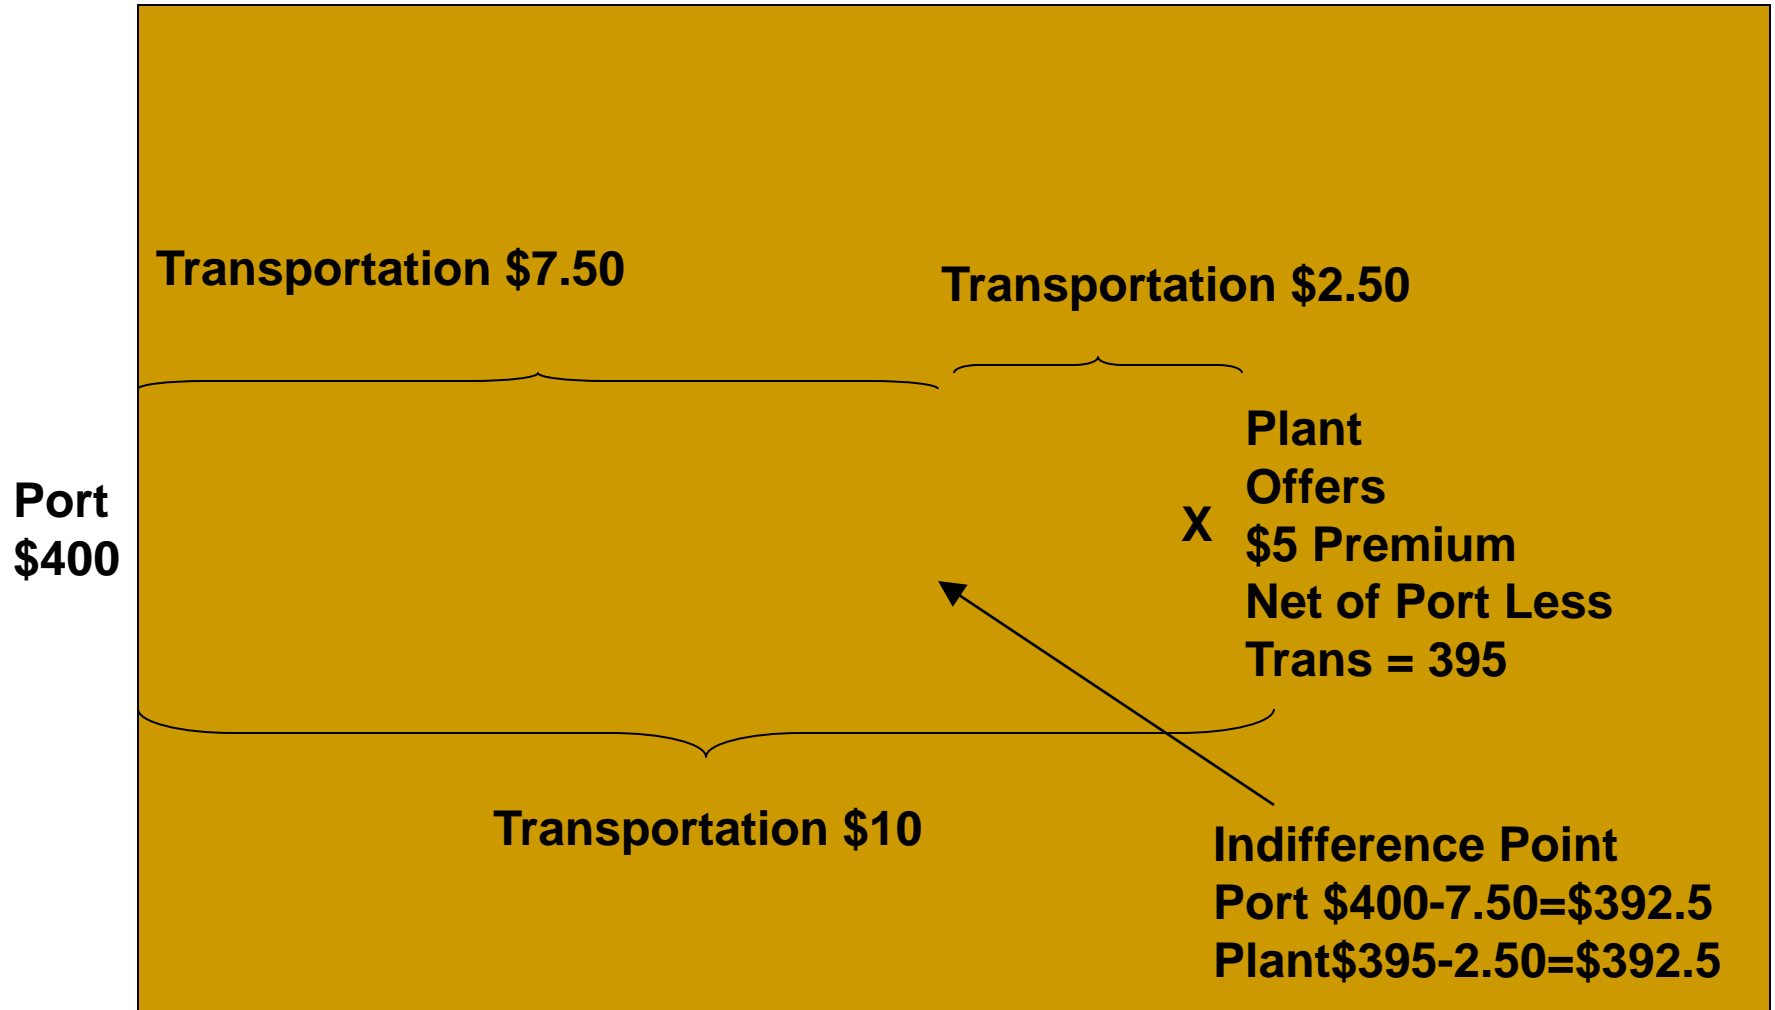 Transportation $7.50
Transportation $2.50
Port
$400
X
Plant
Offers
$5 Premium
Net of Port Less
Trans = 395
Transportation $10
Indifference Point
Port $400-7.50=$392.5
Plant$395-2.50=$392.5